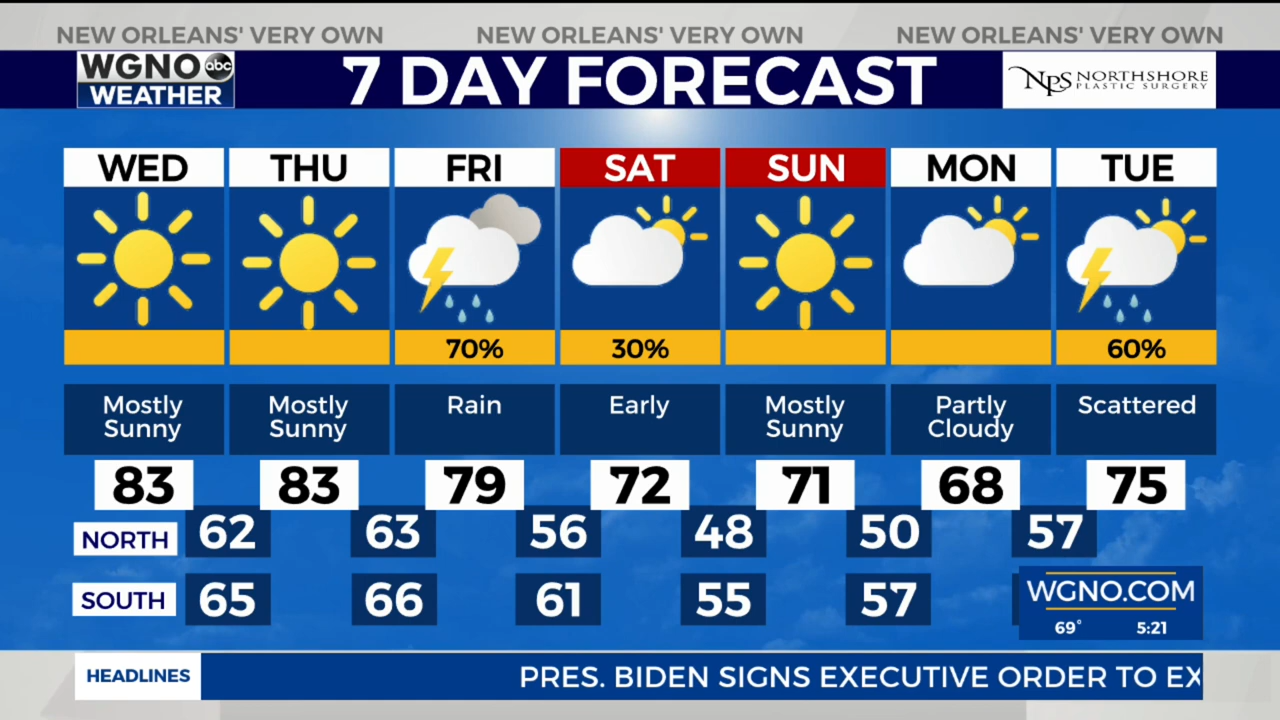 NEW ORLEANS' VERY OWN NEW ORLEANS' VERY OWN NEW ORLEANS' VERY OWN
WGNO abc
WEATHER
7 DAY FORECAST
NPS NORTHSHORE
PLASTIC SURGERY
WED THU FRI SAT SUN MON TUE
70% 30% 60%
Mostly Sunny
Mostly Sunny
Rain
Early
Mostly Sunny
Partly Cloudy
Scattered
83 83 79 72 71 68 75
NORTH 62 63 56 48 50 57
SOUTH 65 66 61 55 57
WGNO.COM
69° 5:21
HEADLINES PRES. BIDEN SIGNS EXECUTIVE ORDER TO EX